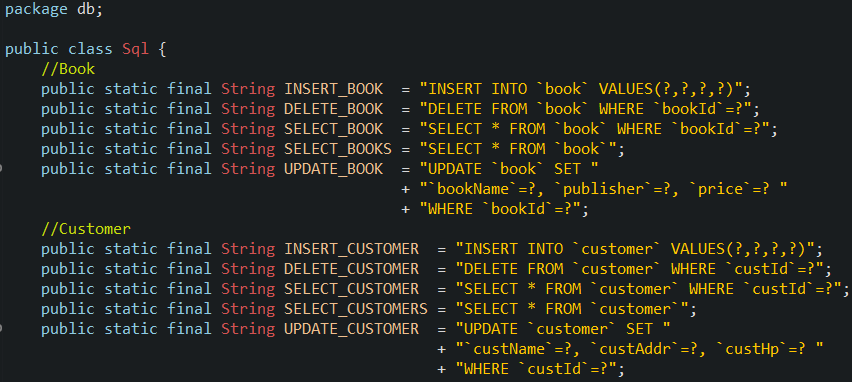 package db;
public class Sql {
//Book
public static final String INSERT_BOOK  = "INSERT INTO `book` VALUES(?,?,?,?)";
public static final String DELETE_BOOK  = "DELETE FROM `book` WHERE `bookId`=?";
public static final String SELECT_BOOK  = "SELECT * FROM `book` WHERE `bookId`=?";
public static final String SELECT_BOOKS = "SELECT * FROM `book`";
public static final String UPDATE_BOOK  = "UPDATE `book` SET "
+ "`bookName`=?, `publisher`=?, `price`=? "
+ "WHERE `bookId`=?";
//Customer
public static final String INSERT_CUSTOMER  = "INSERT INTO `customer` VALUES(?,?,?,?)";
public static final String DELETE_CUSTOMER  = "DELETE FROM `customer` WHERE `custId`=?";
public static final String SELECT_CUSTOMER  = "SELECT * FROM `customer` WHERE `custId`=?";
public static final String SELECT_CUSTOMERS = "SELECT * FROM `customer`";
public static final String UPDATE_CUSTOMER  = "UPDATE `customer` SET "
+ "`custName`=?, `custAddr`=?, `custHp`=? "
+ "WHERE `custId`=?";